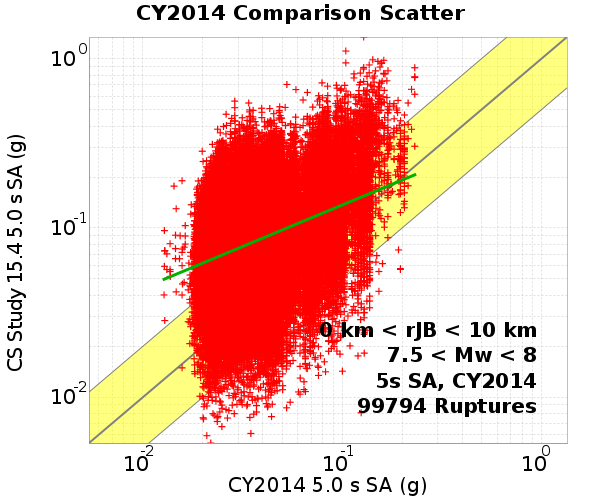 CY2014 Comparison Scatter
10^0
10^-1
10^-2
CS Study 15.4 5.0 s SA (g)
0 km < rJB < 10 km
7.5 < Mw < 8
5s SA, CY2014
99794 Ruptures
10^-2 10^-1 10^0
CY2014 5.0 s SA (g)